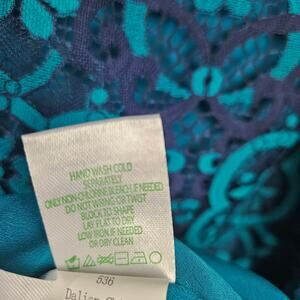 HAND WASH COLD
SEPARATELY
ONLY NON-CHLORINE BLEACH, IF NEEDED
DO NOT WRING OR TWIST
BLOCK TO SHAPE
LAY FLAT TO DRY
LOW IRON, IF NEEDED
OR DRY CLEAN
536